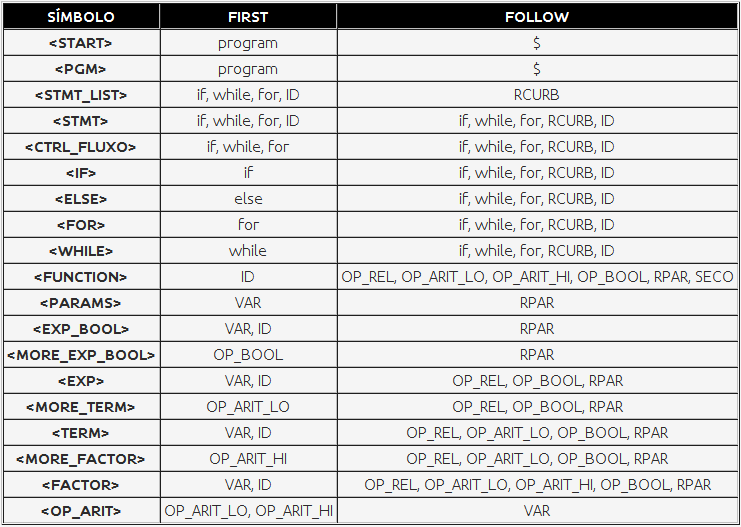 SÍMBOLO FIRST FOLLOW
<START> program $
<PGM> program $
<STMT_LIST> if, while, for, ID RCURB
<STMT> if, while, for, ID if, while, for, RCURB, ID
<CTRL_FLUXO> if, while, for if, while, for, RCURB, ID
<IF> if if, while, for, RCURB, ID
<ELSE> else if, while, for, RCURB, ID
<FOR> for if, while, for, RCURB, ID
<WHILE> while if, while, for, RCURB, ID
<FUNCTION> ID OP_REL, OP_ARIT_LO, OP_ARIT_HI, OP_BOOL, RPAR, SECO
<PARAMS> VAR RPAR
<EXP_BOOL> VAR, ID RPAR
<MORE_EXP_BOOL> OP_BOOL RPAR
<EXP> VAR, ID OP_REL, OP_BOOL, RPAR
<MORE_TERM> OP_ARIT_LO OP_REL, OP_BOOL, RPAR
<TERM> VAR, ID OP_REL, OP_ARIT_LO, OP_BOOL, RPAR
<MORE_FACTOR> OP_ARIT_HI OP_REL, OP_ARIT_LO, OP_BOOL, RPAR
<FACTOR> VAR, ID OP_REL, OP_ARIT_LO, OP_ARIT_HI, OP_BOOL, RPAR
<OP_ARIT> OP_ARIT_LO, OP_ARIT_HI VAR